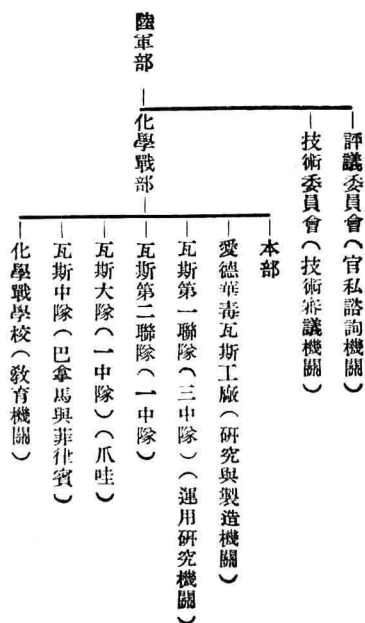 陸軍部
評議委員會(官私諮詢機關)
技術委員會(技術審議機關)
化學戰部
本部
愛德華毒瓦斯工廠(研究與製造機關)
瓦斯第一聯隊(三中隊)(運用研究機關)
瓦斯第二聯隊(一中隊)
瓦斯大隊(一中隊)(爪哇)
瓦斯中隊(巴拿馬與菲律賓)
化學戰學校(教育機關)